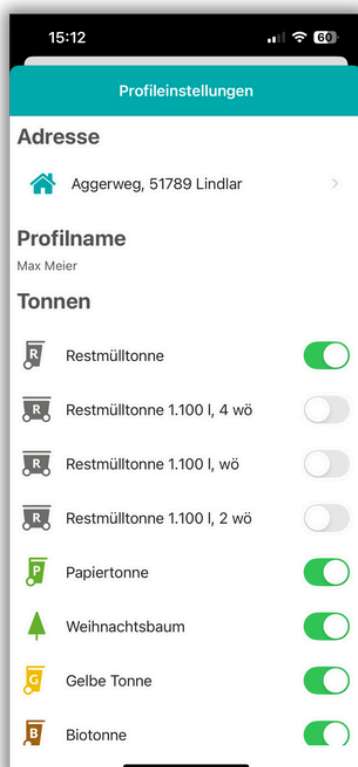 15:12
60
Profileinstellungen
Adresse
Aggerweg, 51789 Lindlar
Profilname
Max Meier
Tonnen
R Restmülltonne
R Restmülltonne 1.100 l, 4 wö
R Restmülltonne 1.100 l, wö
R Restmülltonne 1.100 l, 2 wö
P Papiertonne
Weihnachtsbaum
G Gelbe Tonne
B Biotonne